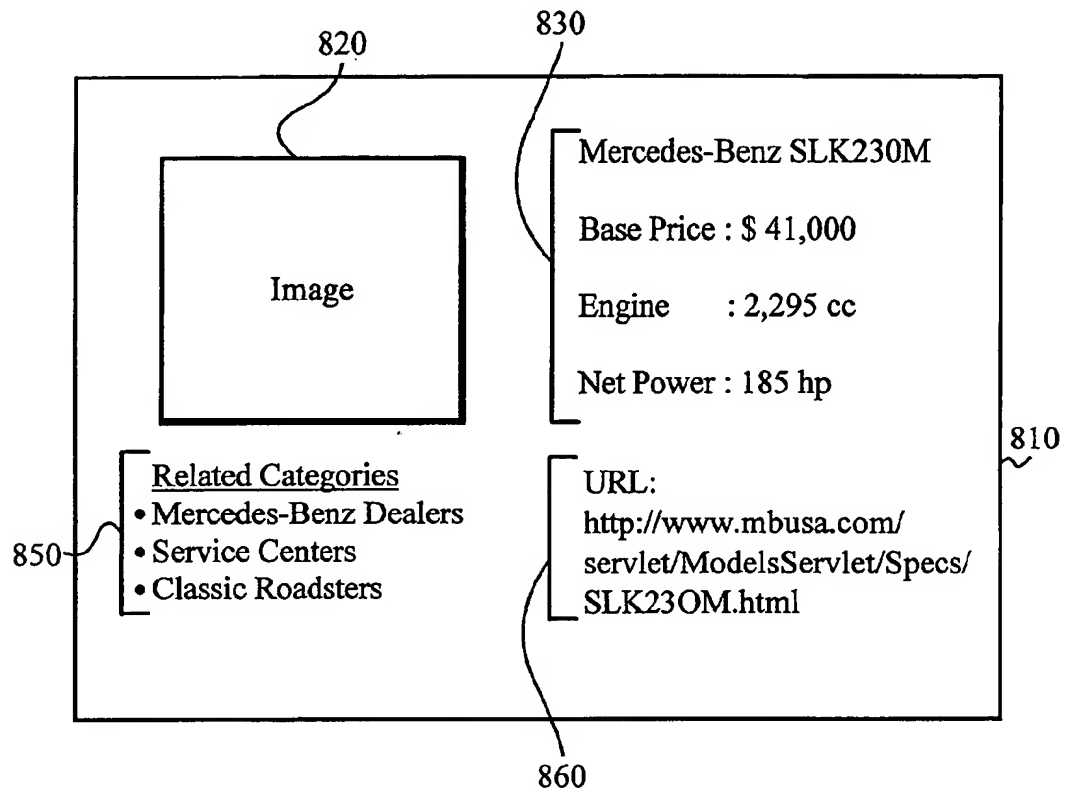 820
830
Image
Mercedes-Benz SLK230M
Base Price : $ 41,000
Engine : 2,295 cc
Net Power : 185 hp
810
850
Related Categories
• Mercedes-Benz Dealers
• Service Centers
• Classic Roadsters
URL:
http://www.mbusa.com/
servlet/ModelsServlet/Specs/
SLK23OM.html
860